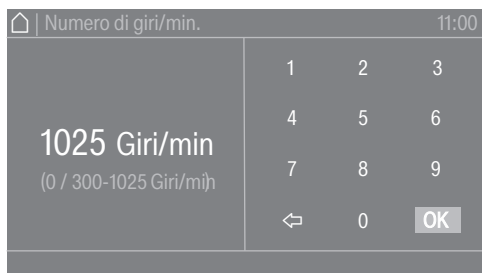 | Numero di giri/min. 11:00
1025 Giri/min
(0 / 300-1025 Giri/min)
1 2 3
4 5 6
7 8 9
0 OK